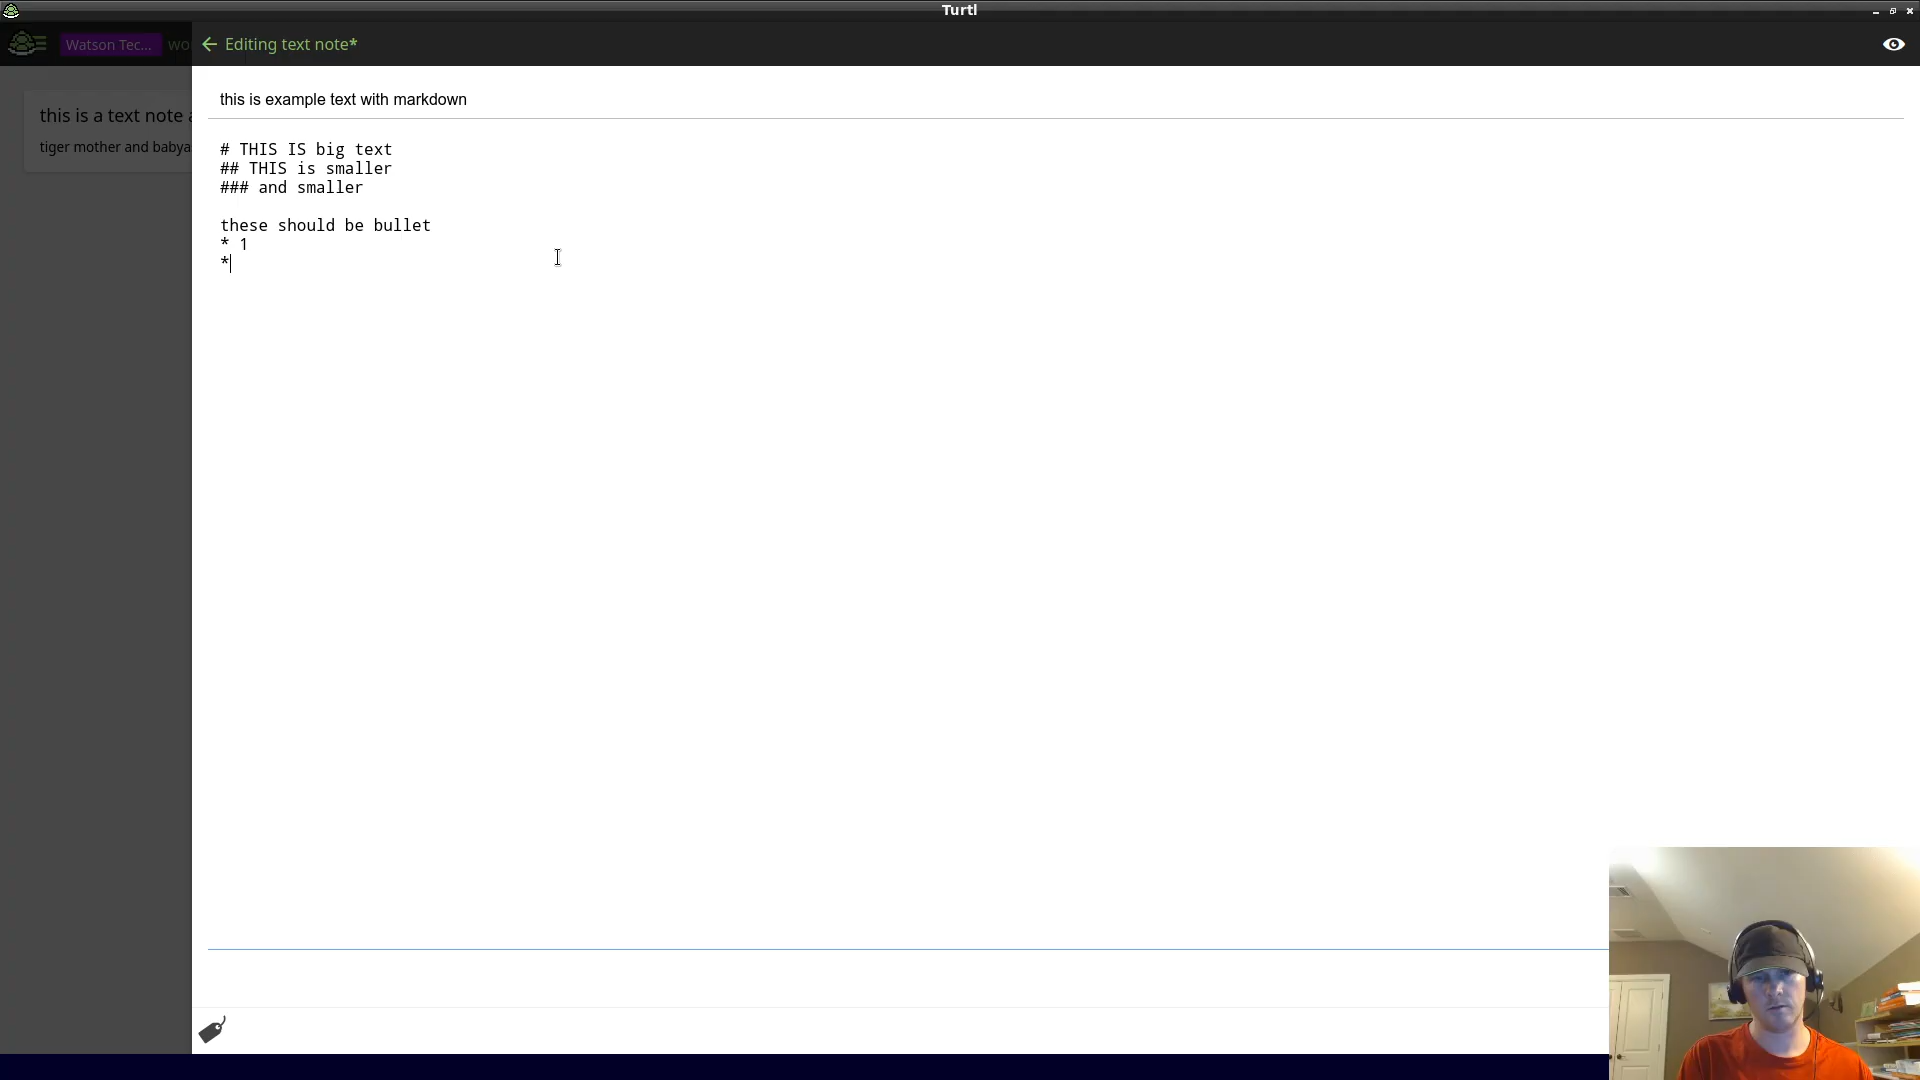 Turtl
Watson Tec...
wo
Editing text note*
this is a text note a
tiger mother and babya
this is example text with markdown
# THIS IS big text
## THIS is smaller
### and smaller
these should be bullet
* 1
*